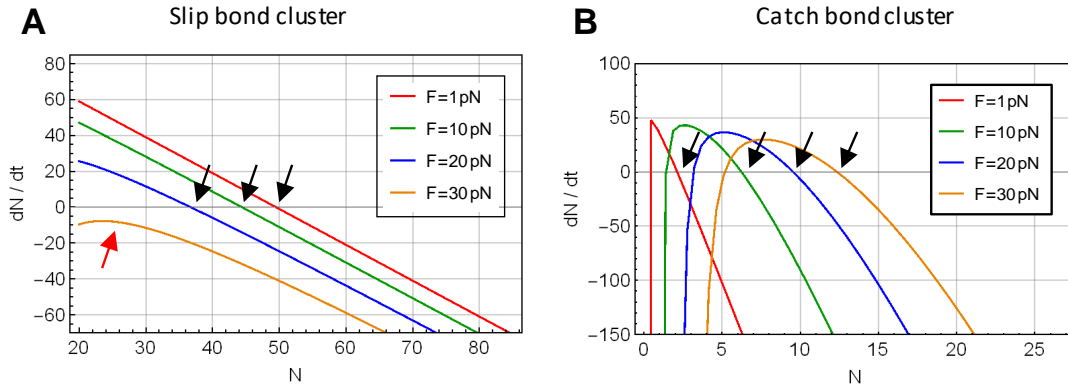 A
Slip bond cluster
dN / dt
80
60
40
20
0
−20
−40
−60
20
30
40
50
60
70
80
N
F=1pN
F=10pN
F=20pN
F=30pN
B
Catch bond cluster
dN / dt
100
50
0
−50
−100
−150
0
5
10
15
20
25
N
F=1pN
F=10pN
F=20pN
F=30pN